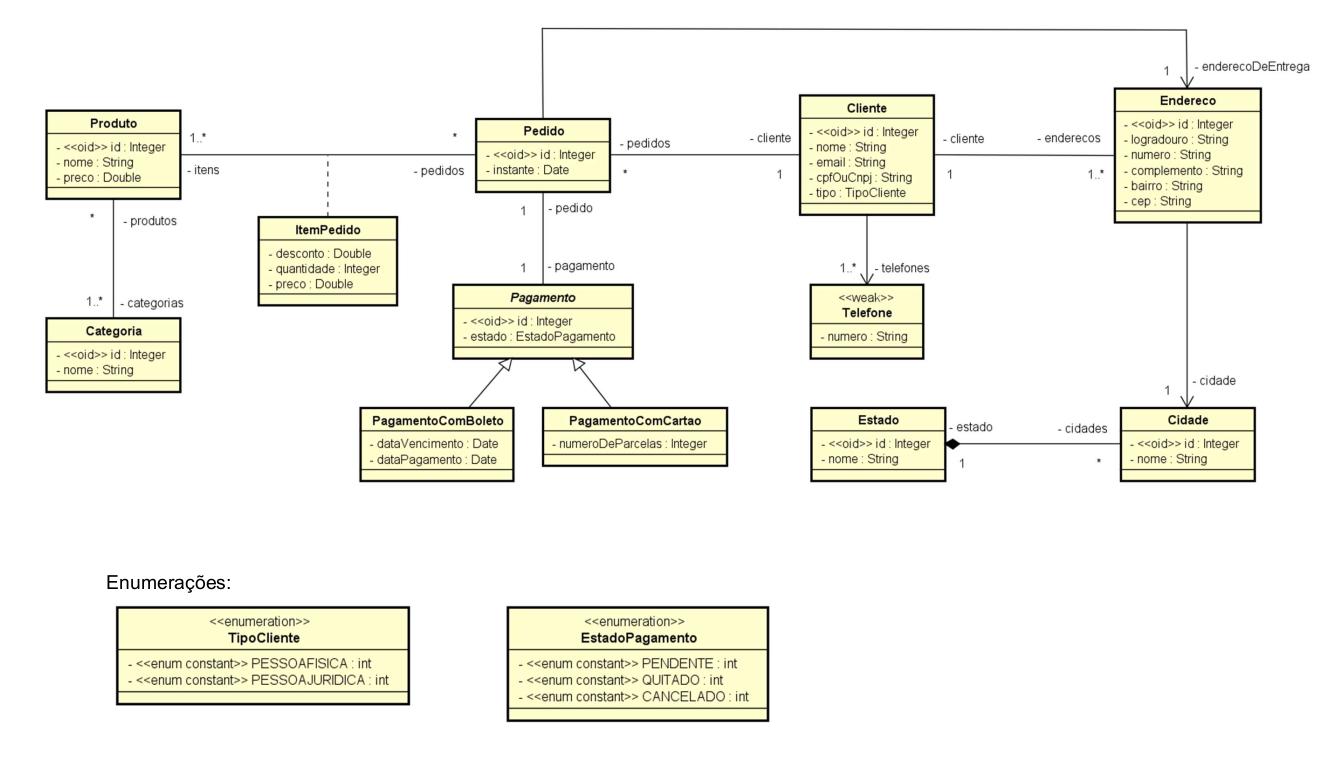 1
- enderecoDeEntrega
Produto
- <<oid>> id : Integer
- nome : String
- preco : Double
1..*
- itens
*
- pedidos
Pedido
- <<oid>> id : Integer
- instante : Date
- pedidos
*
- cliente
1
Cliente
- <<oid>> id : Integer
- nome : String
- email : String
- cpfOuCnpj : String
- tipo : TipoCliente
- cliente
1
- enderecos
1..*
Endereco
- <<oid>> id : Integer
- logradouro : String
- numero : String
- complemento : String
- bairro : String
- cep : String
*
- produtos
1..*
- categorias
Categoria
- <<oid>> id : Integer
- nome : String
ItemPedido
- desconto : Double
- quantidade : Integer
- preco : Double
1
- pedido
1
- pagamento
Pagamento
- <<oid>> id : Integer
- estado : EstadoPagamento
PagamentoComBoleto
- dataVencimento : Date
- dataPagamento : Date
PagamentoComCartao
- numeroDeParcelas : Integer
1..*
- telefones
<<weak>>
Telefone
- numero : String
1
- cidade
Estado
- <<oid>> id : Integer
- nome : String
- estado
1
- cidades
*
Cidade
- <<oid>> id : Integer
- nome : String
Enumerações:
<<enumeration>>
TipoCliente
- <<enum constant>> PESSOAFISICA : int
- <<enum constant>> PESSOAJURIDICA : int
<<enumeration>>
EstadoPagamento
- <<enum constant>> PENDENTE : int
- <<enum constant>> QUITADO : int
- <<enum constant>> CANCELADO : int